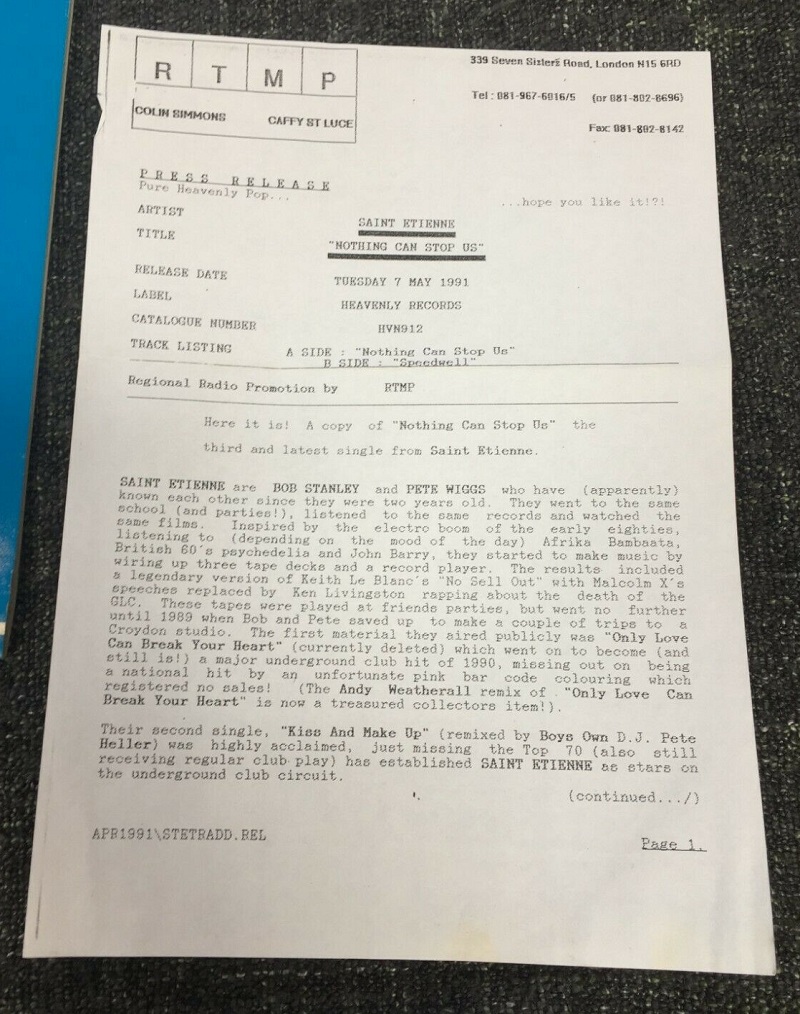 R T M P
COLIN SIMMONS CAFFY ST LUCE
339 Seven Sisters Road, London N15 6RD
Tel : 081-967-6016/5 (or 081-802-8696)
Fax: 081-802-8142
PRESS RELEASE
Pure Heavenly Pop...
...hope you like it!?!
ARTIST SAINT ETIENNE
TITLE "NOTHING CAN STOP US"
RELEASE DATE TUESDAY 7 MAY 1991
LABEL HEAVENLY RECORDS
CATALOGUE NUMBER HVN912
TRACK LISTING A SIDE : "Nothing Can Stop Us"
B SIDE : "Speedwell"
Regional Radio Promotion by RTMP
Here it is! A copy of "Nothing Can Stop Us" the
third and latest single from Saint Etienne.
SAINT ETIENNE are BOB STANLEY and PETE WIGGS who have (apparently)
known each other since they were two years old. They went to the same
school (and parties!), listened to the same records and watched the
same films. Inspired by the electro boom of the early eighties,
listening to (depending on the mood of the day) Afrika Bambaata,
British 60's psychedelia and John Barry, they started to make music by
wiring up three tape decks and a record player. The results included
a legendary version of Keith Le Blanc's "No Sell Out" with Malcolm X's
speeches replaced by Ken Livingston rapping about the death of the
GLC. These tapes were played at friends parties, but went no further
until 1989 when Bob and Pete saved up to make a couple of trips to a
Croydon studio. The first material they aired publicly was "Only Love
Can Break Your Heart" (currently deleted) which went on to become (and
still is!) a major underground club hit of 1990, missing out on being
a national hit by an unfortunate pink bar code colouring which
registered no sales! (The Andy Weatherall remix of "Only Love Can
Break Your Heart" is now a treasured collectors item!).
Their second single, "Kiss And Make Up" (remixed by Boys Own D.J. Pete
Heller) was highly acclaimed, just missing the Top 70 (also still
receiving regular club play) has established SAINT ETIENNE as stars on
the underground club circuit.
(continued.../)
APR1991\STETRADD.REL
Page 1.